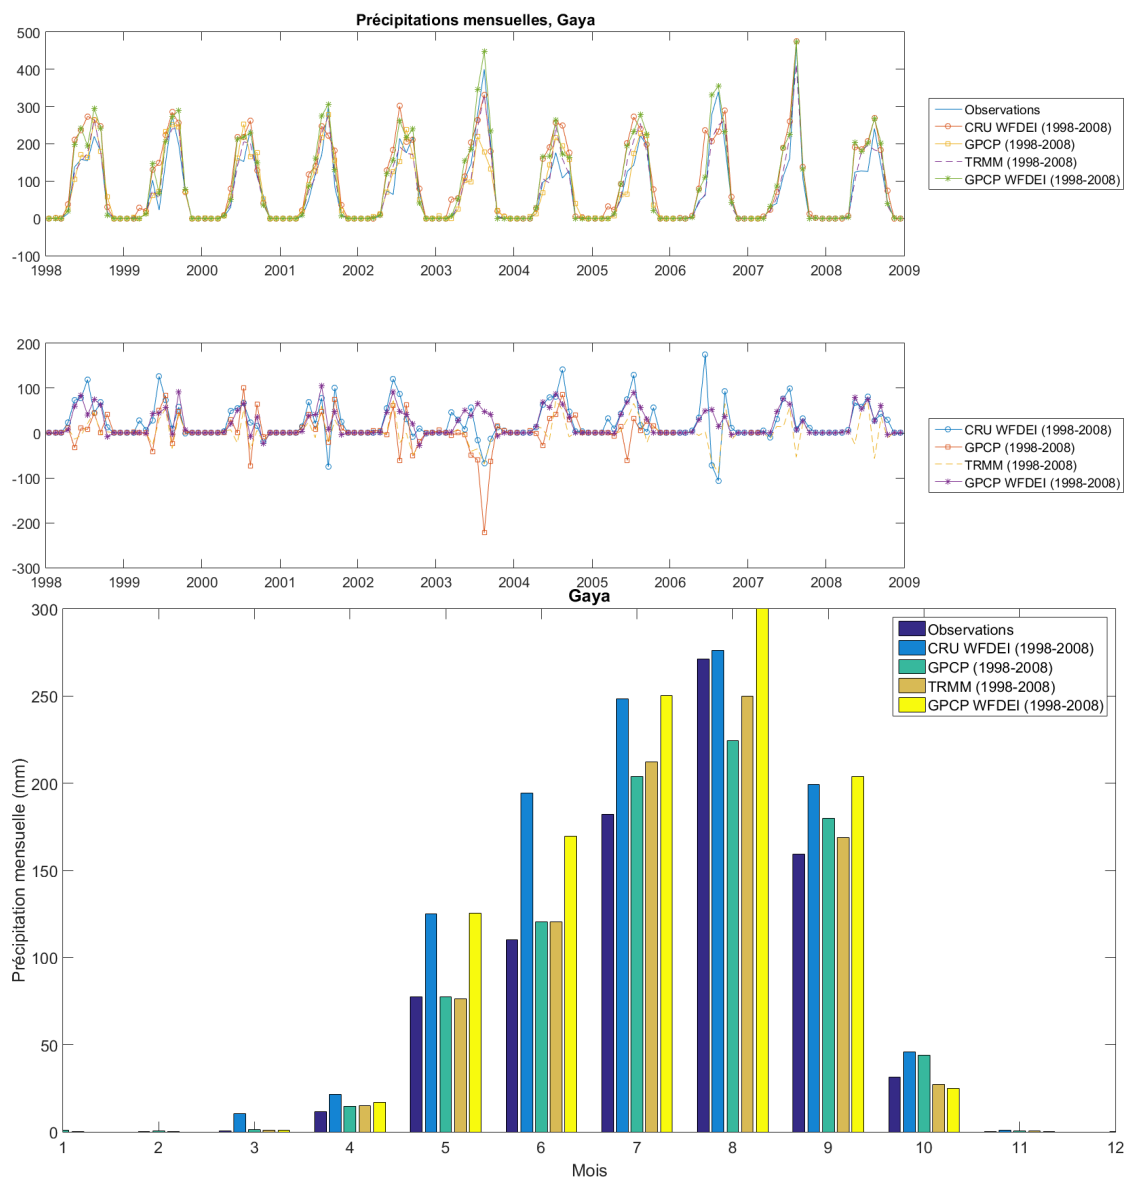 Précipitations mensuelles, Gaya
500
400
300
200
100
0
-100
1998 1999 2000 2001 2002 2003 2004 2005 2006 2007 2008 2009
Observations
CRU WFDEI (1998-2008)
GPCP (1998-2008)
TRMM (1998-2008)
GPCP WFDEI (1998-2008)
200
100
0
-100
-200
-300
1998 1999 2000 2001 2002 2003 2004 2005 2006 2007 2008 2009
CRU WFDEI (1998-2008)
GPCP (1998-2008)
TRMM (1998-2008)
GPCP WFDEI (1998-2008)
Gaya
Précipitation mensuelle (mm)
300
250
200
150
100
50
0
1 2 3 4 5 6 7 8 9 10 11 12
Mois
Observations
CRU WFDEI (1998-2008)
GPCP (1998-2008)
TRMM (1998-2008)
GPCP WFDEI (1998-2008)